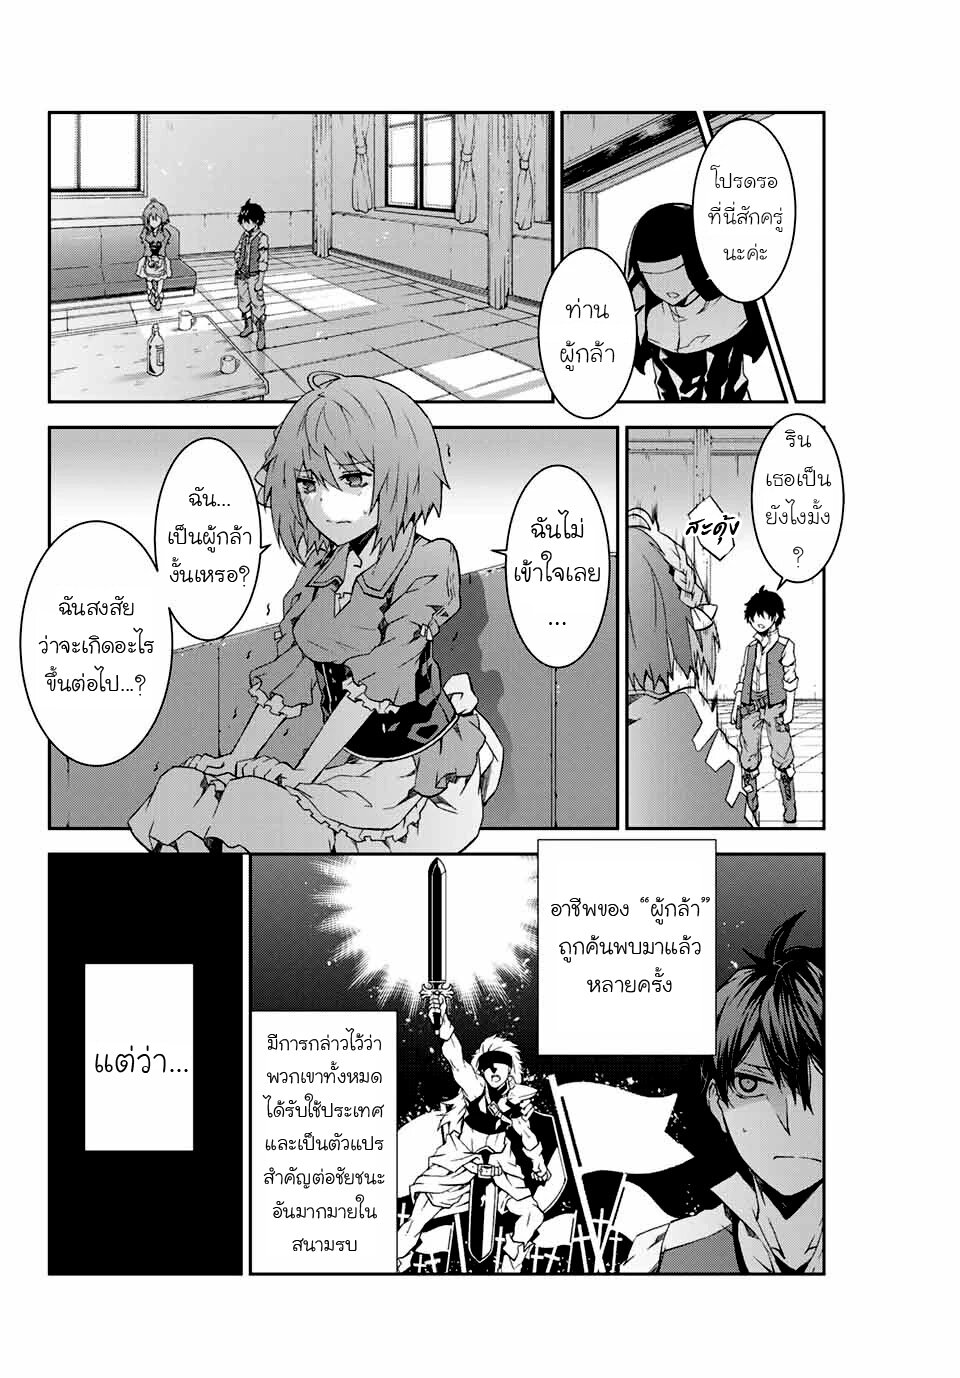 โปรดรอ
ที่นี่สักครู่
นะค่ะ
ท่าน
ผู้กล้า
ริน
เธอเป็น
ยังไงมั้ง
?
สะดุ้ง
ฉันไม่
เข้าใจเลย
...
ฉัน...
เป็นผู้กล้า
งั้นเหรอ?
ฉันสงสัย
ว่าจะเกิดอะไร
ขึ้นต่อไป...?
อาชีพของ “ผู้กล้า”
ถูกค้นพบมาแล้ว
หลายครั้ง
มีการกล่าวไว้ว่า
พวกเขาทั้งหมด
ได้รับใช้ประเทศ
และเป็นตัวแปร
สำคัญต่อชัยชนะ
อันมากมายใน
สนามรบ
แต่ว่า...